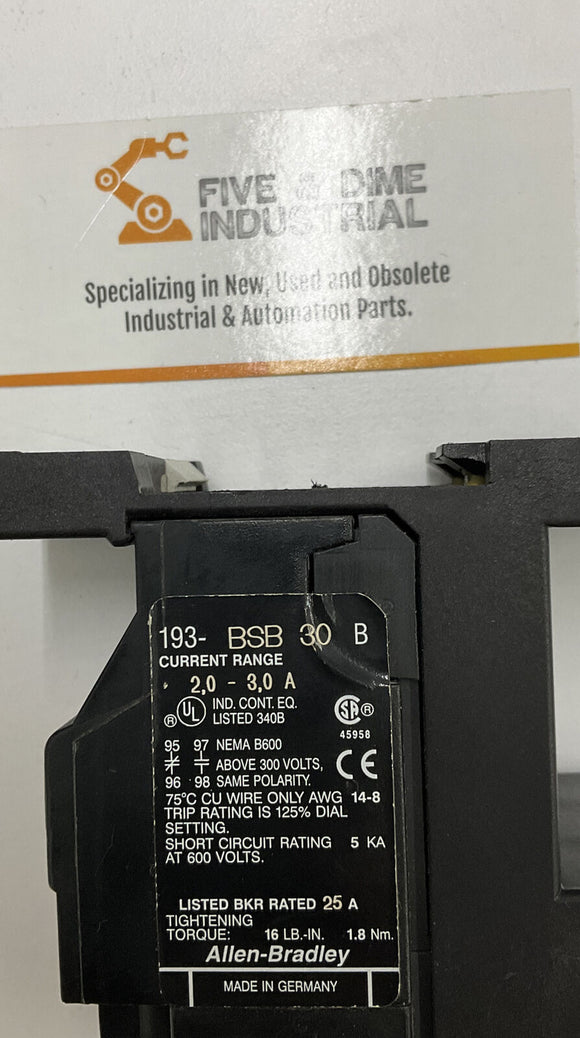 FIVE & DIME
INDUSTRIAL
Specializing in New, Used and Obsolete
Industrial & Automation Parts.
193- BSB 30 B
CURRENT RANGE
2,0 - 3,0 A
® UL IND. CONT. EQ.
LISTED 340B
SA ®
45958
95 97 NEMA B600
ABOVE 300 VOLTS,
CE
96 98 SAME POLARITY.
75°C CU WIRE ONLY AWG 14-8
TRIP RATING IS 125% DIAL
SETTING.
SHORT CIRCUIT RATING 5 KA
AT 600 VOLTS.
LISTED BKR RATED 25 A
TIGHTENING
TORQUE: 16 LB.-IN. 1.8 Nm.
Allen-Bradley
MADE IN GERMANY